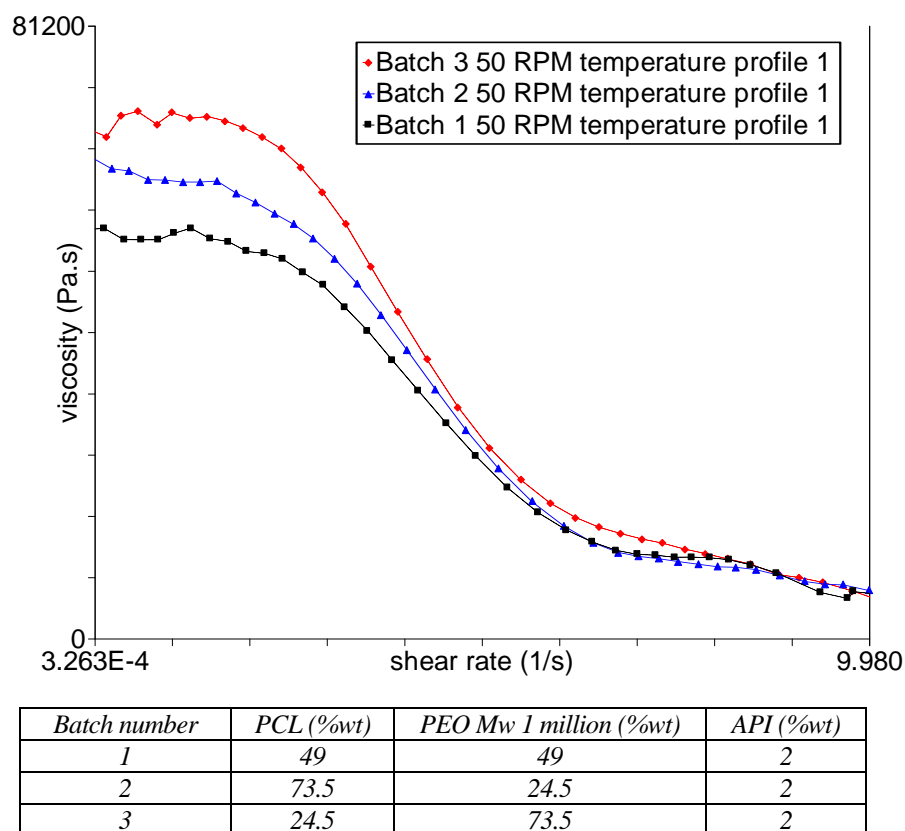 81200
Batch 3 50 RPM temperature profile 1
Batch 2 50 RPM temperature profile 1
Batch 1 50 RPM temperature profile 1
viscosity (Pa.s)
0
3.263E-4 shear rate (1/s) 9.980
Batch number PCL (%wt) PEO Mw 1 million (%wt) API (%wt)
1 49 49 2
2 73.5 24.5 2
3 24.5 73.5 2